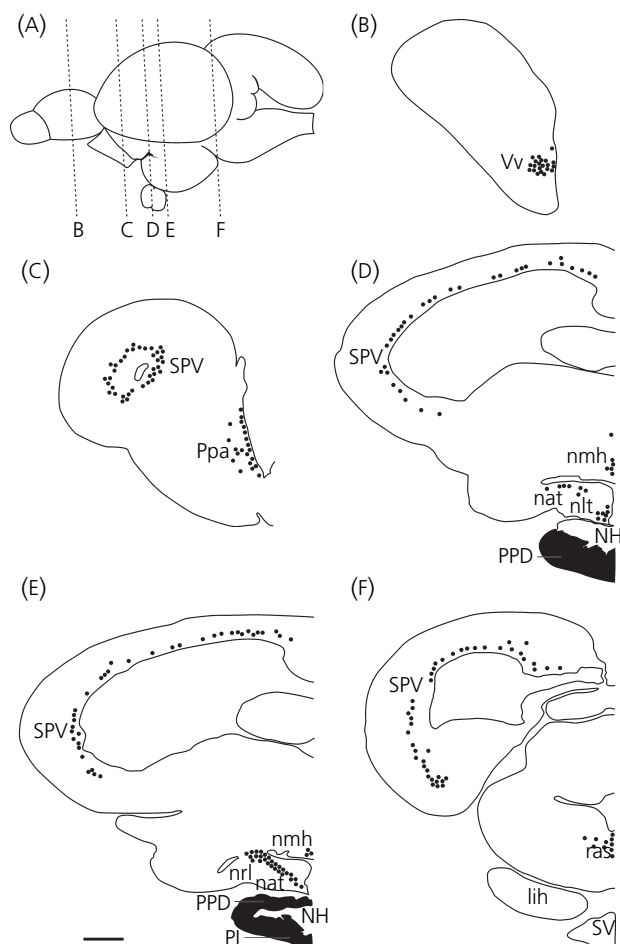 (A)
B C D E F
(B)
Vv
(C)
SPV
Ppa
(D)
SPV
nmh
nat nlt
NH
PPD
(E)
SPV
nmh
nrl
nat
PPD
NH
PI
(F)
SPV
ras
lih
SV